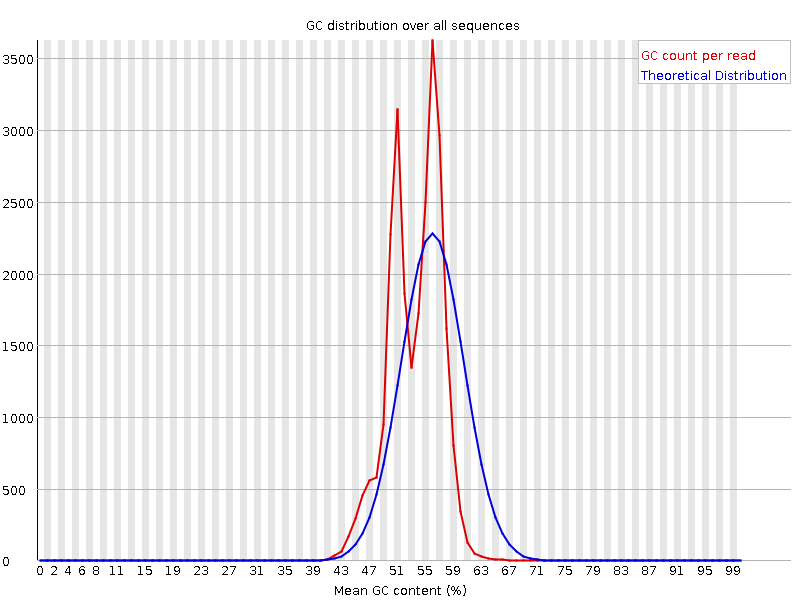 GC distribution over all sequences
GC count per read
Theoretical Distribution
3500
3000
2500
2000
1500
1000
500
0
0 2 4 6 8 11 15 19 23 27 31 35 39 43 47 51 55 59 63 67 71 75 79 83 87 91 95 99
Mean GC content (%)